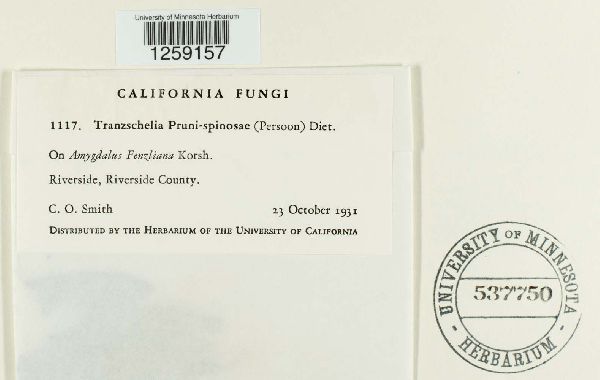 University of Minnesota Herbarium
1259157
CALIFORNIA FUNGI
1117. Tranzschelia Pruni-spinosae (Persoon) Diet.
On Amygdalus Fenzliana Korsh.
Riverside, Riverside County.
C. O. Smith 23 October 1931
DISTRIBUTED BY THE HERBARIUM OF THE UNIVERSITY OF CALIFORNIA
UNIVERSITY OF MINNESOTA
537750
- HERBARIUM -